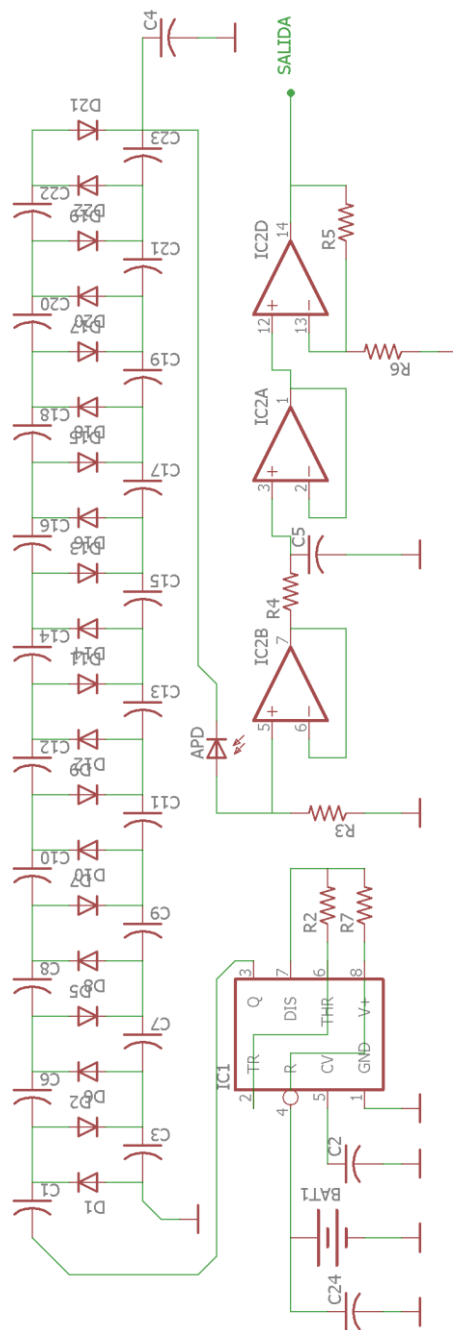 C4
SALIDA
D21
C23
C22
D22
D19
C21
IC2D
14
12
+
13
−
R5
C20
D20
D17
C19
R6
IC2A
1
3
+
2
−
C18
D18
D15
C17
C16
D16
D13
C5
R4
C15
C14
D14
D11
IC2B
7
5
+
6
−
C13
APD
C12
D12
D9
C11
R3
C10
D10
D7
C9
R2
R7
C8
D8
D5
C7
3
7
6
8
Q
DIS
THR
V+
TR
R
CV
GND
IC1
2
4
5
1
C6
D6
D2
C3
C2
C1
D1
BAT1
C24